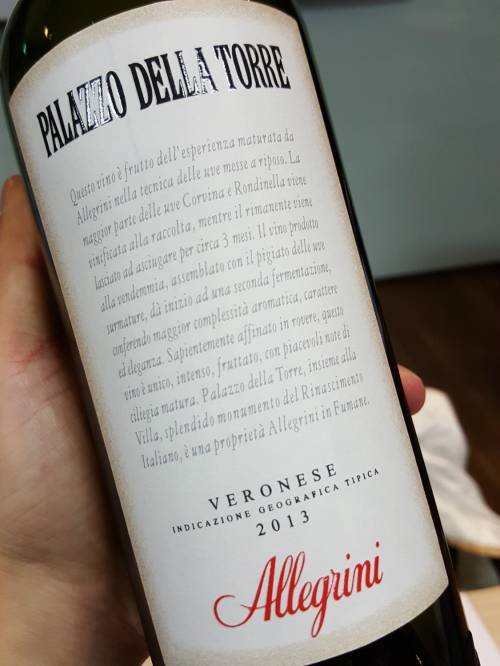 PALAZZO DELLA TORRE
Questo vino è frutto dell'esperienza maturata da
Allegrini nella tecnica delle uve messe a riposo. La
maggior parte delle uve Corvina e Rondinella viene
vinificata alla raccolta, mentre il rimanente viene
lasciato ad asciugare per circa 3 mesi. Il vino prodotto
alla vendemmia, assemblato con il pigiato delle uve
surmature, dà inizio ad una seconda fermentazione,
conferendo maggior complessità aromatica, carattere
ed eleganza. Sapientemente affinato in rovere, questo
vino è unico, intenso, fruttato, con piacevoli note di
ciliegia matura. Palazzo della Torre, insieme alla
Villa, splendido monumento del Rinascimento
Italiano, è una proprietà Allegrini in Fumane.
VERONESE
INDICAZIONE GEOGRAFICA TIPICA
2013
Allegrini